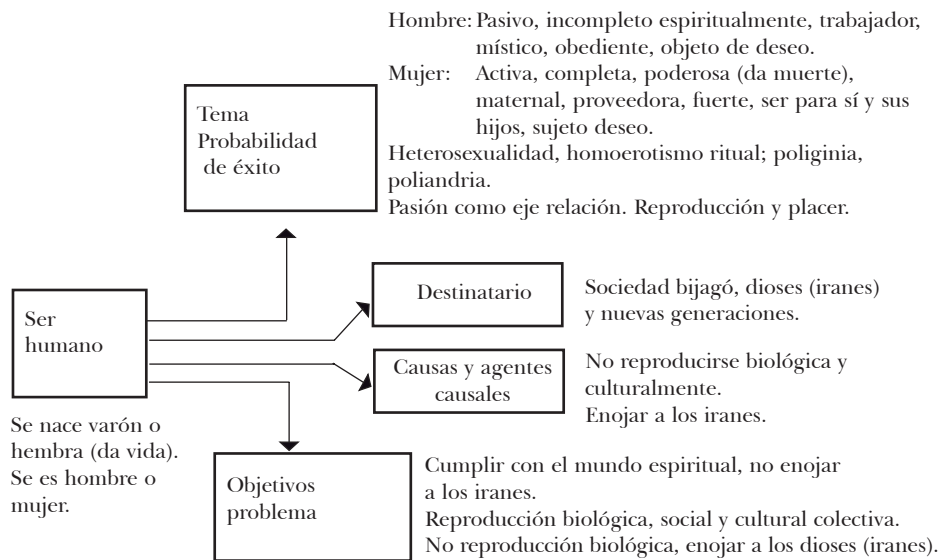 Hombre: Pasivo, incompleto espiritualmente, trabajador,
místico, obediente, objeto de deseo.
Mujer: Activa, completa, poderosa (da muerte),
maternal, proveedora, fuerte, ser para sí y sus
hijos, sujeto deseo.
Heterosexualidad, homoerotismo ritual; poliginia,
poliandria.
Pasión como eje relación. Reproducción y placer.
Tema
Probabilidad
de éxito
Ser
humano
Se nace varón o
hembra (da vida).
Se es hombre o
mujer.
Destinatario
Sociedad bijagó, dioses (iranes)
y nuevas generaciones.
Causas y agentes
causales
No reproducirse biológica y
culturalmente.
Enojar a los iranes.
Objetivos
problema
Cumplir con el mundo espiritual, no enojar
a los iranes.
Reproducción biológica, social y cultural colectiva.
No reproducción biológica, enojar a los dioses (iranes).